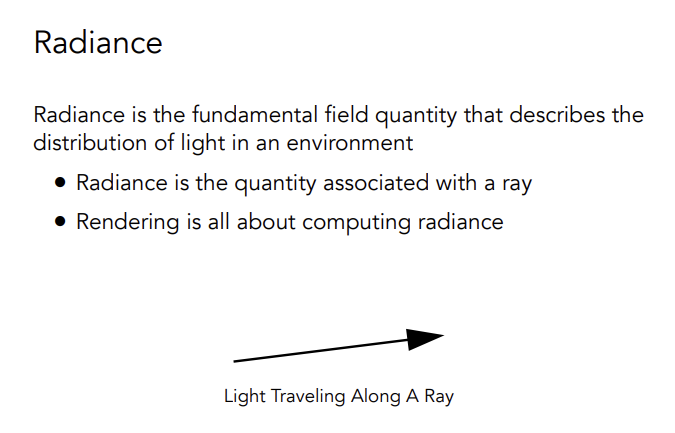 Radiance
Radiance is the fundamental field quantity that describes the
distribution of light in an environment
• Radiance is the quantity associated with a ray
• Rendering is all about computing radiance
Light Traveling Along A Ray